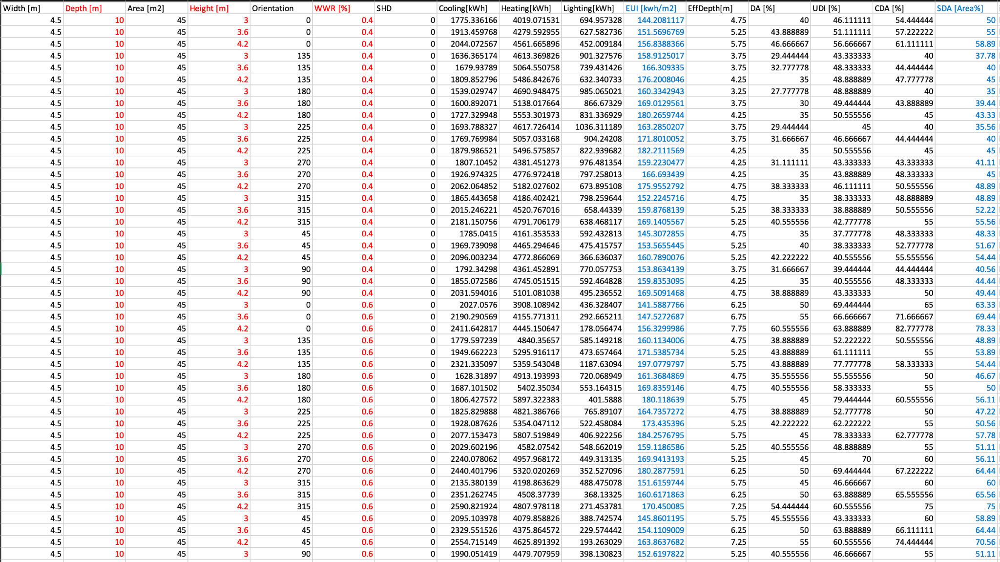 Width [m] Depth [m] Area [m2] Height [m] Orientation WWR [%] SHD Cooling[kWh] Heating[kWh] Lighting[kWh] EUI [kwh/m2] EffDepth[m] DA [%] UDI [%] CDA [%] SDA [Area%]
4.5 10 45 3 0 0.4 0 1775.336166 4019.071531 694.957328 144.2081117 4.75 40 46.111111 54.444444 50
4.5 10 45 3.6 0 0.4 0 1913.459768 4279.592955 627.582736 151.5696769 5.25 43.888889 51.111111 57.222222 55
4.5 10 45 4.2 0 0.4 0 2044.072567 4561.665896 452.009184 156.8388366 5.75 46.666667 56.666667 61.111111 58.89
4.5 10 45 3 135 0.4 0 1636.365174 4613.369826 901.327576 158.9125017 3.75 29.444444 43.333333 40 37.78
4.5 10 45 3.6 135 0.4 0 1679.93789 5064.550758 739.431426 166.309335 3.75 32.777778 48.333333 44.444444 40
4.5 10 45 4.2 135 0.4 0 1809.852796 5486.842676 632.340733 176.2008046 4.25 35 48.888889 47.777778 45
4.5 10 45 3 180 0.4 0 1539.029747 4690.948475 985.065021 160.3342943 3.25 27.777778 48.888889 40 35
4.5 10 45 3.6 180 0.4 0 1600.892071 5138.017664 866.67329 169.0129561 3.75 30 49.444444 43.888889 39.44
4.5 10 45 4.2 180 0.4 0 1727.329948 5553.301973 831.336929 180.2659744 4.25 35 50.555556 45 43.33
4.5 10 45 3 225 0.4 0 1693.788327 4617.726414 1036.311189 163.2850207 3.75 29.444444 45 40 35.56
4.5 10 45 3.6 225 0.4 0 1769.769984 5057.033168 904.24208 171.8010052 3.75 31.666667 46.666667 44.444444 40
4.5 10 45 4.2 225 0.4 0 1879.986521 5496.575857 822.939682 182.2111569 4.25 35 50.555556 45 45
4.5 10 45 3 270 0.4 0 1807.10452 4381.451273 976.481354 159.2230477 4.25 31.111111 43.333333 43.333333 41.11
4.5 10 45 3.6 270 0.4 0 1926.974325 4776.972418 797.258013 166.693439 4.25 35 43.888889 48.333333 45
4.5 10 45 4.2 270 0.4 0 2062.064852 5182.027602 673.895108 175.9552792 4.75 38.333333 46.111111 50.555556 48.89
4.5 10 45 3 315 0.4 0 1865.443658 4186.402421 798.259644 152.2245716 4.75 35 38.333333 48.888889 48.89
4.5 10 45 3.6 315 0.4 0 2015.246221 4520.767016 658.44339 159.8768139 5.25 38.333333 38.888889 50.555556 52.22
4.5 10 45 4.2 315 0.4 0 2181.150756 4791.706179 638.468117 169.1405567 5.25 40.555556 42.777778 55 55.56
4.5 10 45 3 45 0.4 0 1785.0415 4161.353533 592.432813 145.3072855 4.75 35 37.777778 48.333333 48.33
4.5 10 45 3.6 45 0.4 0 1969.739098 4465.294646 475.415757 153.5655445 5.25 40 38.333333 52.777778 51.67
4.5 10 45 4.2 45 0.4 0 2096.003234 4772.866069 366.636037 160.7890076 5.25 42.222222 40.555556 55.555556 54.44
4.5 10 45 3 90 0.4 0 1792.34298 4361.452891 770.057753 153.8634139 3.75 31.666667 39.444444 44.444444 40.56
4.5 10 45 3.6 90 0.4 0 1855.072586 4745.051515 592.464828 159.8353095 4.25 35 40.555556 48.333333 44.44
4.5 10 45 4.2 90 0.4 0 2031.594016 5101.081038 495.236552 169.5091468 4.75 38.888889 43.333333 50 49.44
4.5 10 45 3 0 0.6 0 2027.0576 3908.108942 436.328407 141.5887766 6.25 50 69.444444 65 63.33
4.5 10 45 3.6 0 0.6 0 2190.290569 4155.771311 292.665211 147.5272687 6.75 55 66.666667 71.666667 69.44
4.5 10 45 4.2 0 0.6 0 2411.642817 4445.150647 178.056474 156.3299986 7.75 60.555556 63.888889 82.777778 78.33
4.5 10 45 3 135 0.6 0 1779.597239 4840.35657 585.149218 160.1134006 4.75 38.888889 52.222222 50.555556 48.89
4.5 10 45 3.6 135 0.6 0 1949.662223 5295.916117 473.657464 171.5385734 5.25 43.888889 61.111111 55 53.89
4.5 10 45 4.2 135 0.6 0 2321.335097 5359.543048 1187.63094 197.0779797 5.75 43.888889 77.777778 58.333333 54.44
4.5 10 45 3 180 0.6 0 1628.31897 4913.193993 720.068949 161.3684869 4.75 35.555556 55.555556 50 46.67
4.5 10 45 3.6 180 0.6 0 1687.101502 5402.35034 553.164315 169.8359146 4.75 40.555556 58.333333 55 50
4.5 10 45 4.2 180 0.6 0 1806.427572 5897.322383 401.5888 180.118639 5.75 45 79.444444 60.555556 56.11
4.5 10 45 3 225 0.6 0 1825.829888 4821.386766 765.89107 164.7357272 4.75 38.888889 52.777778 50 47.22
4.5 10 45 3.6 225 0.6 0 1928.087626 5354.047112 522.458084 173.435396 5.25 42.222222 62.222222 55 50.56
4.5 10 45 4.2 225 0.6 0 2077.153473 5807.519849 406.922256 184.2576795 5.75 45 78.333333 62.777778 57.78
4.5 10 45 3 270 0.6 0 2029.602196 4582.07542 548.662019 159.1186586 5.25 40.555556 48.888889 55 51.11
4.5 10 45 3.6 270 0.6 0 2240.078062 4957.968172 449.313135 169.9413193 5.25 45 70 60 56.11
4.5 10 45 4.2 270 0.6 0 2440.401796 5320.020269 352.527096 180.2877591 6.25 50 69.444444 67.222222 64.44
4.5 10 45 3 315 0.6 0 2135.380139 4198.863629 488.475078 151.6159744 5.75 45 46.666667 60 60
4.5 10 45 3.6 315 0.6 0 2351.262745 4508.37739 368.13325 160.6171863 6.25 50 63.888889 65.555556 65.56
4.5 10 45 4.2 315 0.6 0 2590.821924 4807.978118 271.453781 170.450085 7.25 54.444444 60.555556 75 75
4.5 10 45 3 45 0.6 0 2095.103978 4079.858826 388.742574 145.8601195 5.75 45.555556 43.333333 60 58.89
4.5 10 45 3.6 45 0.6 0 2329.551526 4375.864572 229.574442 154.1109009 6.25 50 63.888889 66.111111 64.44
4.5 10 45 4.2 45 0.6 0 2554.715149 4625.891392 193.263029 163.8637682 7.25 55 60.555556 74.444444 70.56
4.5 10 45 3 90 0.6 0 1990.051419 4479.707959 398.130823 152.6197822 5.25 40.555556 46.666667 55 51.11